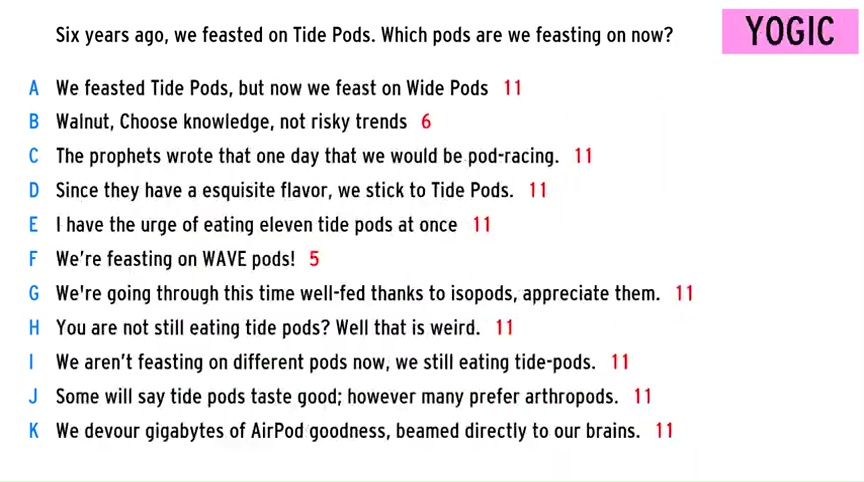 Six years ago, we feasted on Tide Pods. Which pods are we feasting on now?
YOGIC
A We feasted Tide Pods, but now we feast on Wide Pods 11
B Walnut, Choose knowledge, not risky trends 6
C The prophets wrote that one day that we would be pod-racing. 11
D Since they have a esquisite flavor, we stick to Tide Pods. 11
E I have the urge of eating eleven tide pods at once 11
F We're feasting on WAVE pods! 5
G We're going through this time well-fed thanks to isopods, appreciate them. 11
H You are not still eating tide pods? Well that is weird. 11
I We aren't feasting on different pods now, we still eating tide-pods. 11
J Some will say tide pods taste good; however many prefer arthropods. 11
K We devour gigabytes of AirPod goodness, beamed directly to our brains. 11